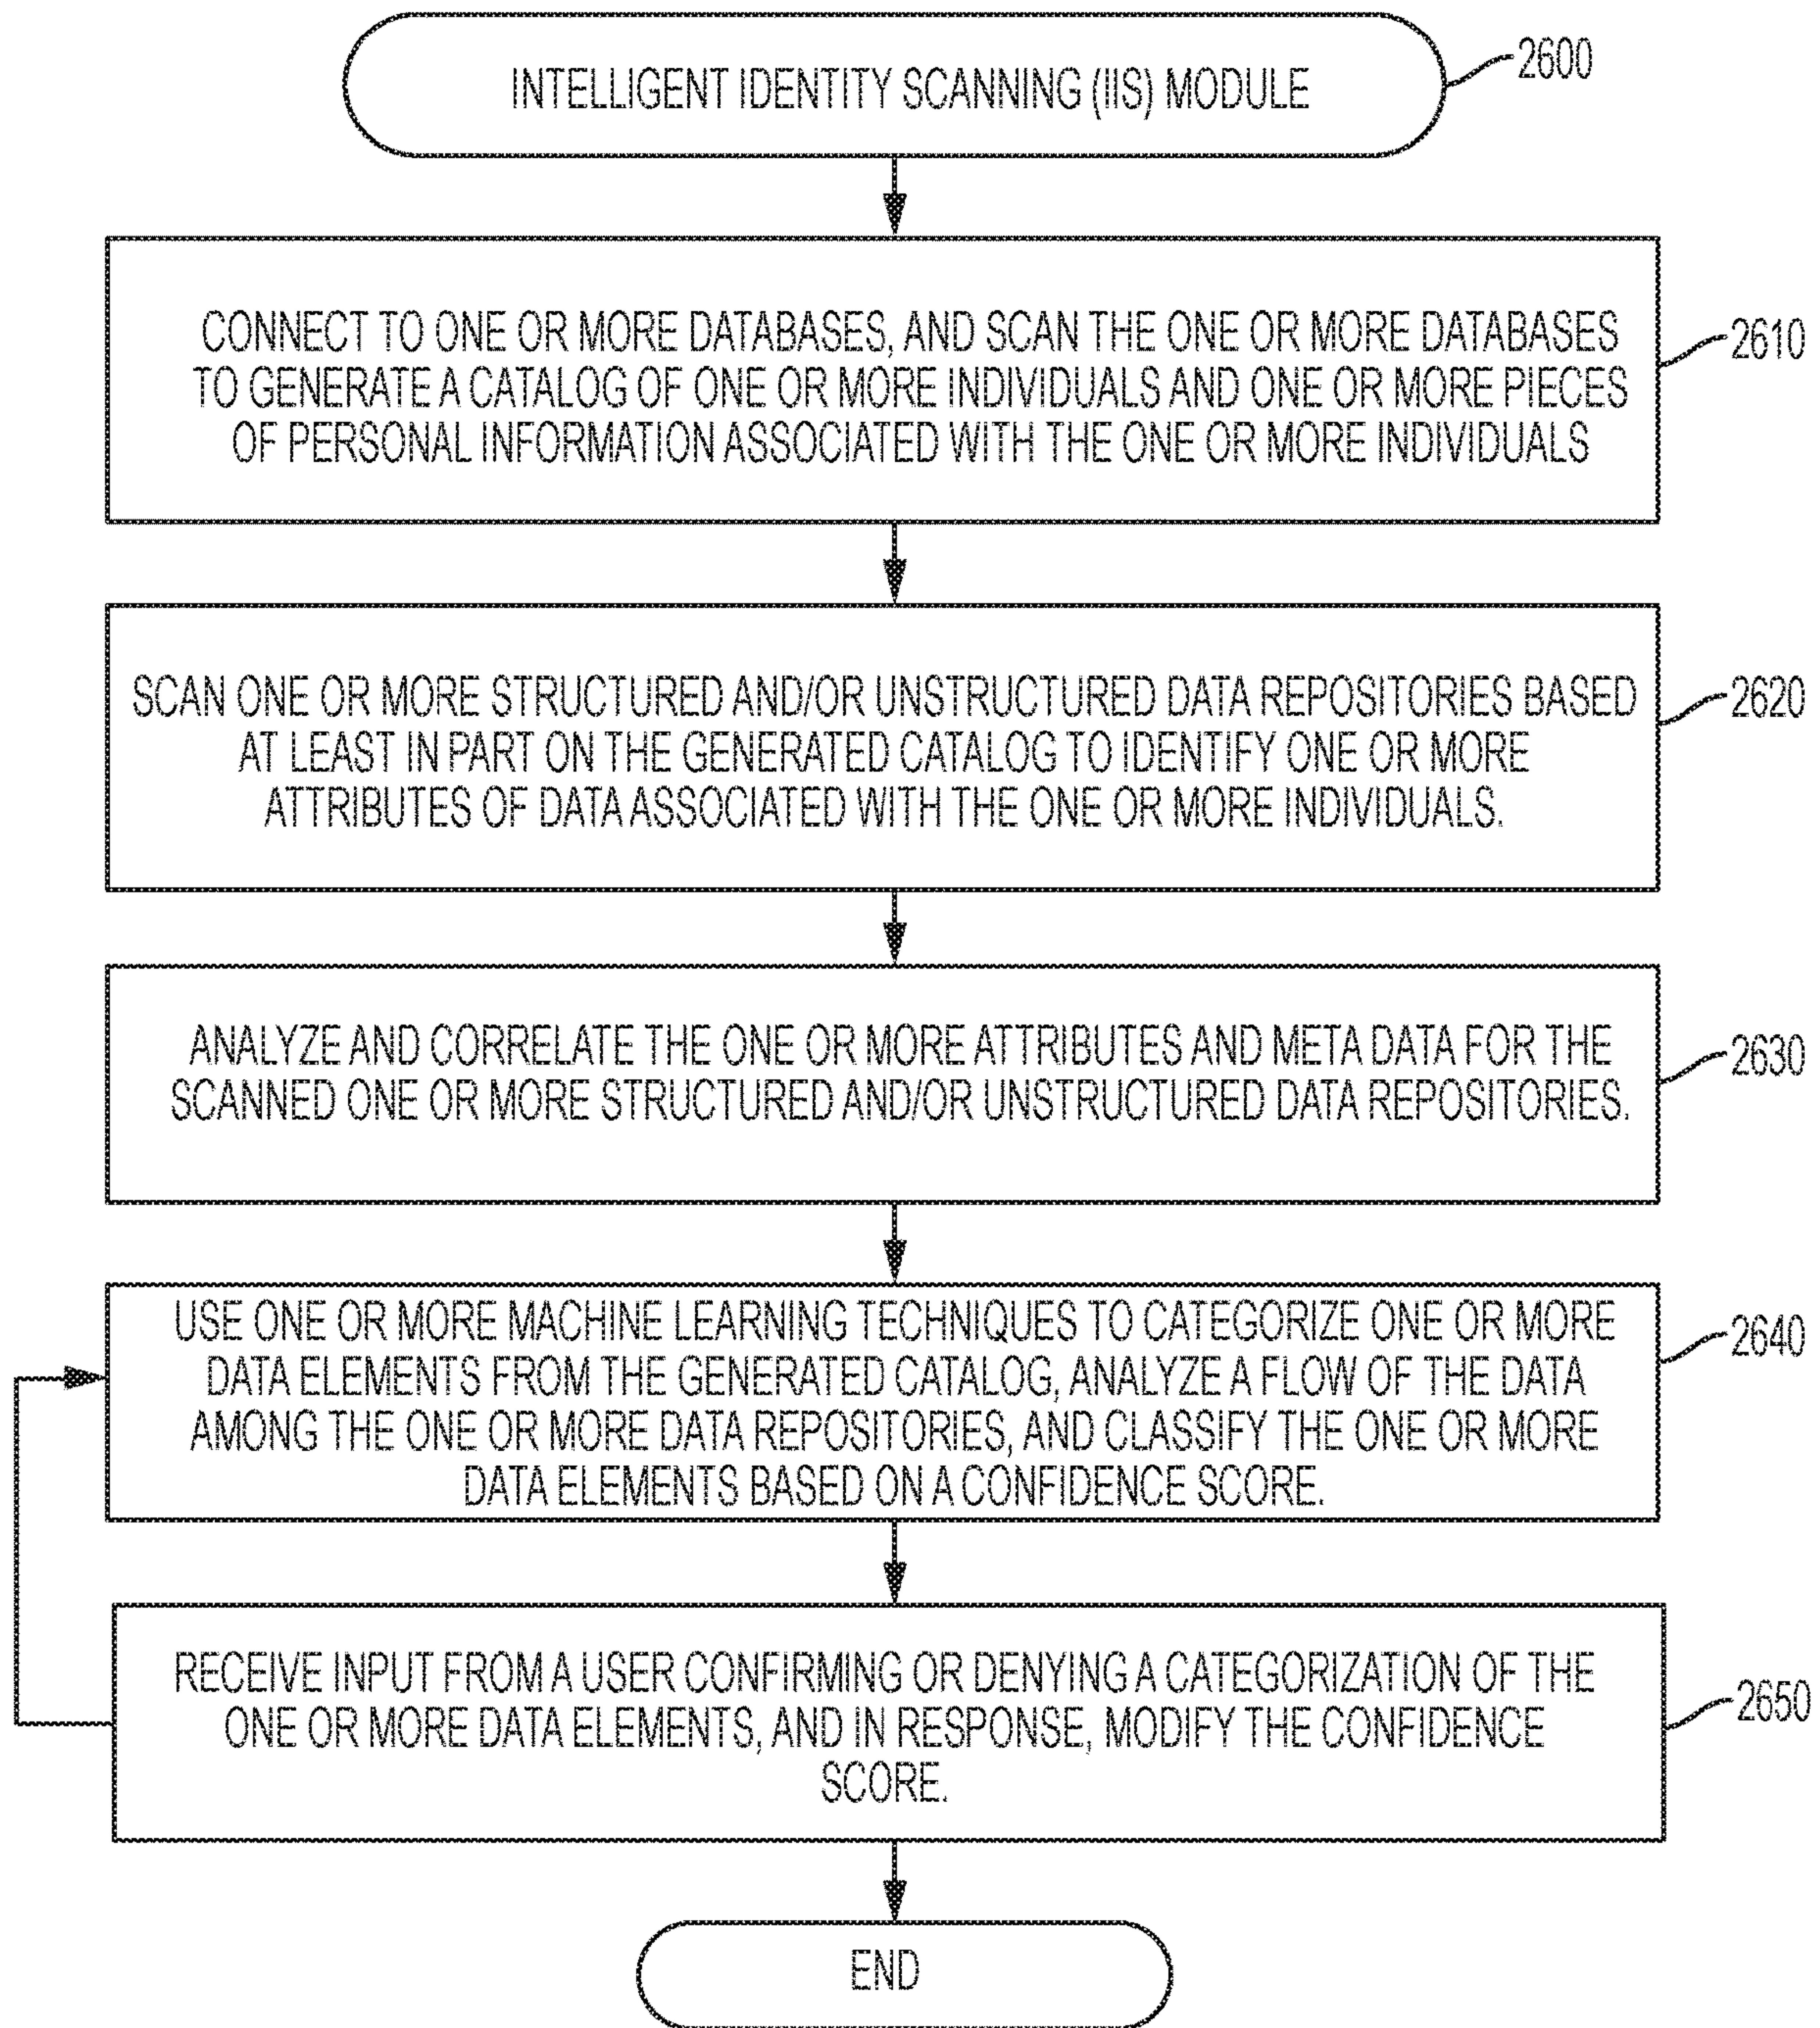 INTELLIGENT IDENTITY SCANNING (IIS) MODULE
2600
CONNECT TO ONE OR MORE DATABASES, AND SCAN THE ONE OR MORE DATABASES
TO GENERATE A CATALOG OF ONE OR MORE INDIVIDUALS AND ONE OR MORE PIECES
OF PERSONAL INFORMATION ASSOCIATED WITH THE ONE OR MORE INDIVIDUALS
2610
SCAN ONE OR MORE STRUCTURED AND/OR UNSTRUCTURED DATA REPOSITORIES BASED
AT LEAST IN PART ON THE GENERATED CATALOG TO IDENTIFY ONE OR MORE
ATTRIBUTES OF DATA ASSOCIATED WITH THE ONE OR MORE INDIVIDUALS.
2620
ANALYZE AND CORRELATE THE ONE OR MORE ATTRIBUTES AND META DATA FOR THE
SCANNED ONE OR MORE STRUCTURED AND/OR UNSTRUCTURED DATA REPOSITORIES.
2630
USE ONE OR MORE MACHINE LEARNING TECHNIQUES TO CATEGORIZE ONE OR MORE
DATA ELEMENTS FROM THE GENERATED CATALOG, ANALYZE A FLOW OF THE DATA
AMONG THE ONE OR MORE DATA REPOSITORIES, AND CLASSIFY THE ONE OR MORE
DATA ELEMENTS BASED ON A CONFIDENCE SCORE.
2640
RECEIVE INPUT FROM A USER CONFIRMING OR DENYING A CATEGORIZATION OF THE
ONE OR MORE DATA ELEMENTS, AND IN RESPONSE, MODIFY THE CONFIDENCE
SCORE.
2650
END